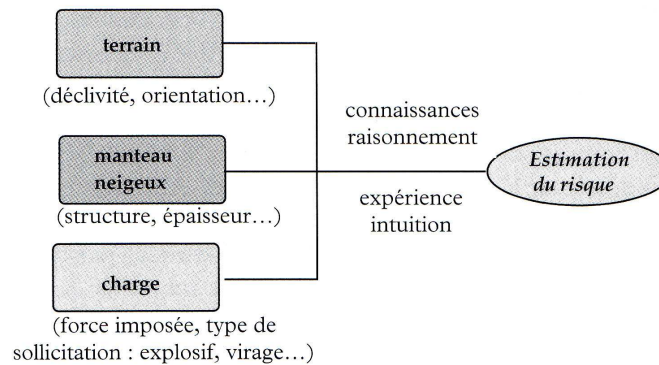 terrain
(déclivité, orientation…)
manteau
neigeux
(structure, épaisseur…)
charge
(force imposée, type de
sollicitation : explosif, virage…)
connaissances
raisonnement
expérience
intuition
Estimation
du risque